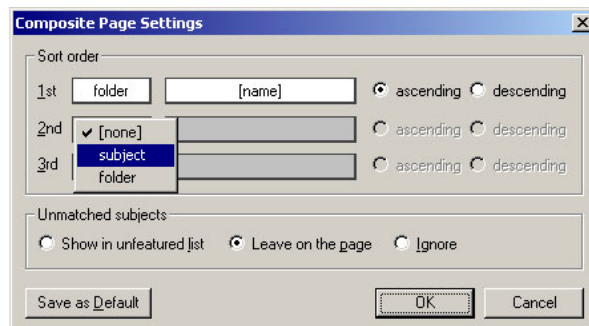 Composite Page Settings
Sort order
1st folder [name] ascending descending
2nd [none] ascending descending
subject
3rd ascending descending
folder
Unmatched subjects
Show in unfeatured list Leave on the page Ignore
Save as Default OK Cancel